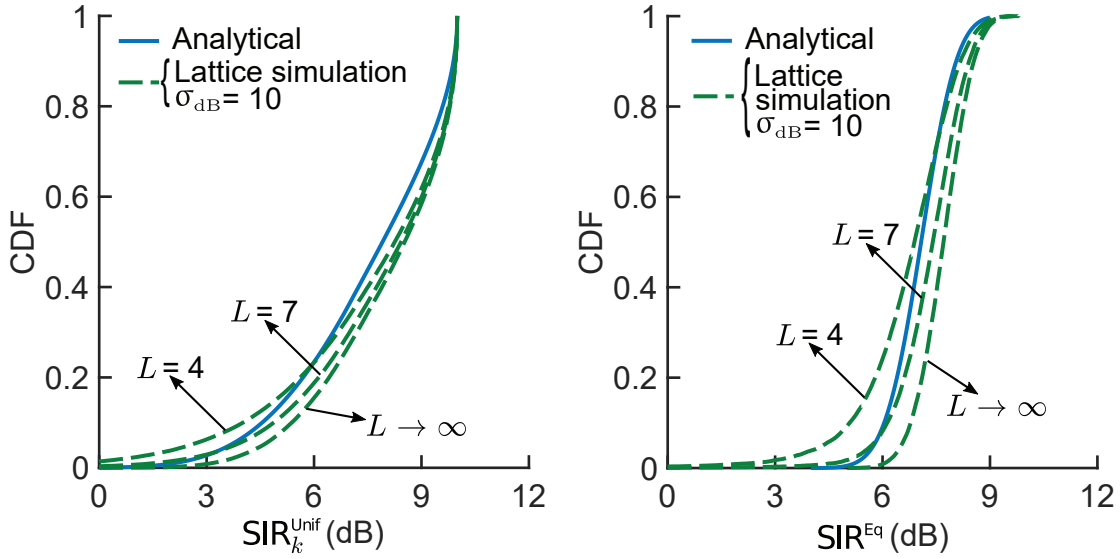 1
Analytical
Lattice simulation
σdB = 10
0.8
0.6
CDF
0.4
L = 7
L = 4
0.2
L → ∞
0
0 3 6 9 12
SIR_k^Unif (dB)
1
Analytical
Lattice
simulation
σdB = 10
0.8
0.6
CDF
L = 7
0.4
L = 4
0.2
L → ∞
0
0 3 6 9 12
SIR^Eq (dB)